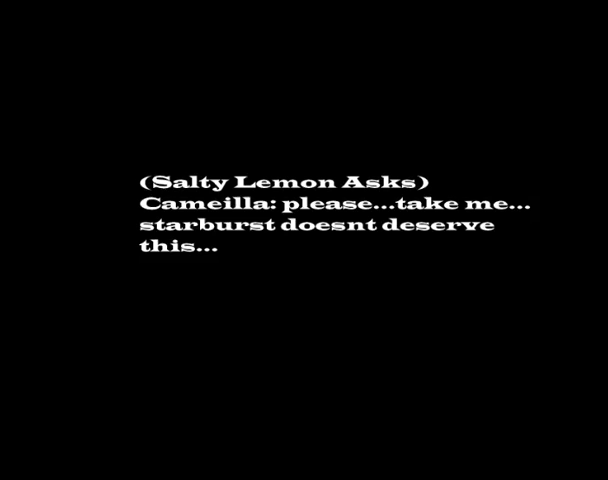 (Salty Lemon Asks)
Cameilla: please...take me...
starburst doesnt deserve
this...